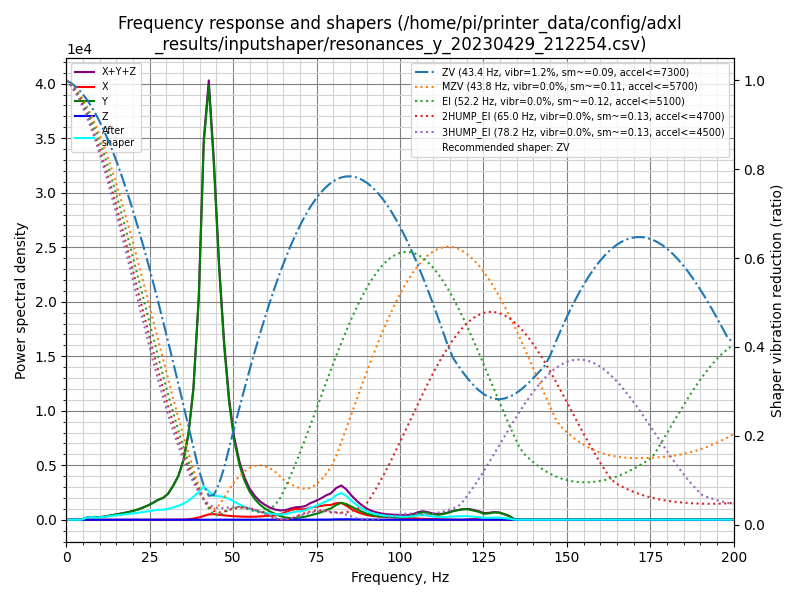 Frequency response and shapers (/home/pi/printer_data/config/adxl
_results/inputshaper/resonances_y_20230429_212254.csv)
1e4
X+Y+Z
X
Y
Z
After
shaper
ZV (43.4 Hz, vibr=1.2%, sm~=0.09, accel<=7300)
MZV (43.8 Hz, vibr=0.0%, sm~=0.11, accel<=5700)
EI (52.2 Hz, vibr=0.0%, sm~=0.12, accel<=5100)
2HUMP_EI (65.0 Hz, vibr=0.0%, sm~=0.13, accel<=4700)
3HUMP_EI (78.2 Hz, vibr=0.0%, sm~=0.13, accel<=4500)
Recommended shaper: ZV
Power spectral density
4.0
3.5
3.0
2.5
2.0
1.5
1.0
0.5
0.0
1.0
0.8
0.6
0.4
0.2
0.0
Shaper vibration reduction (ratio)
0 25 50 75 100 125 150 175 200
Frequency, Hz